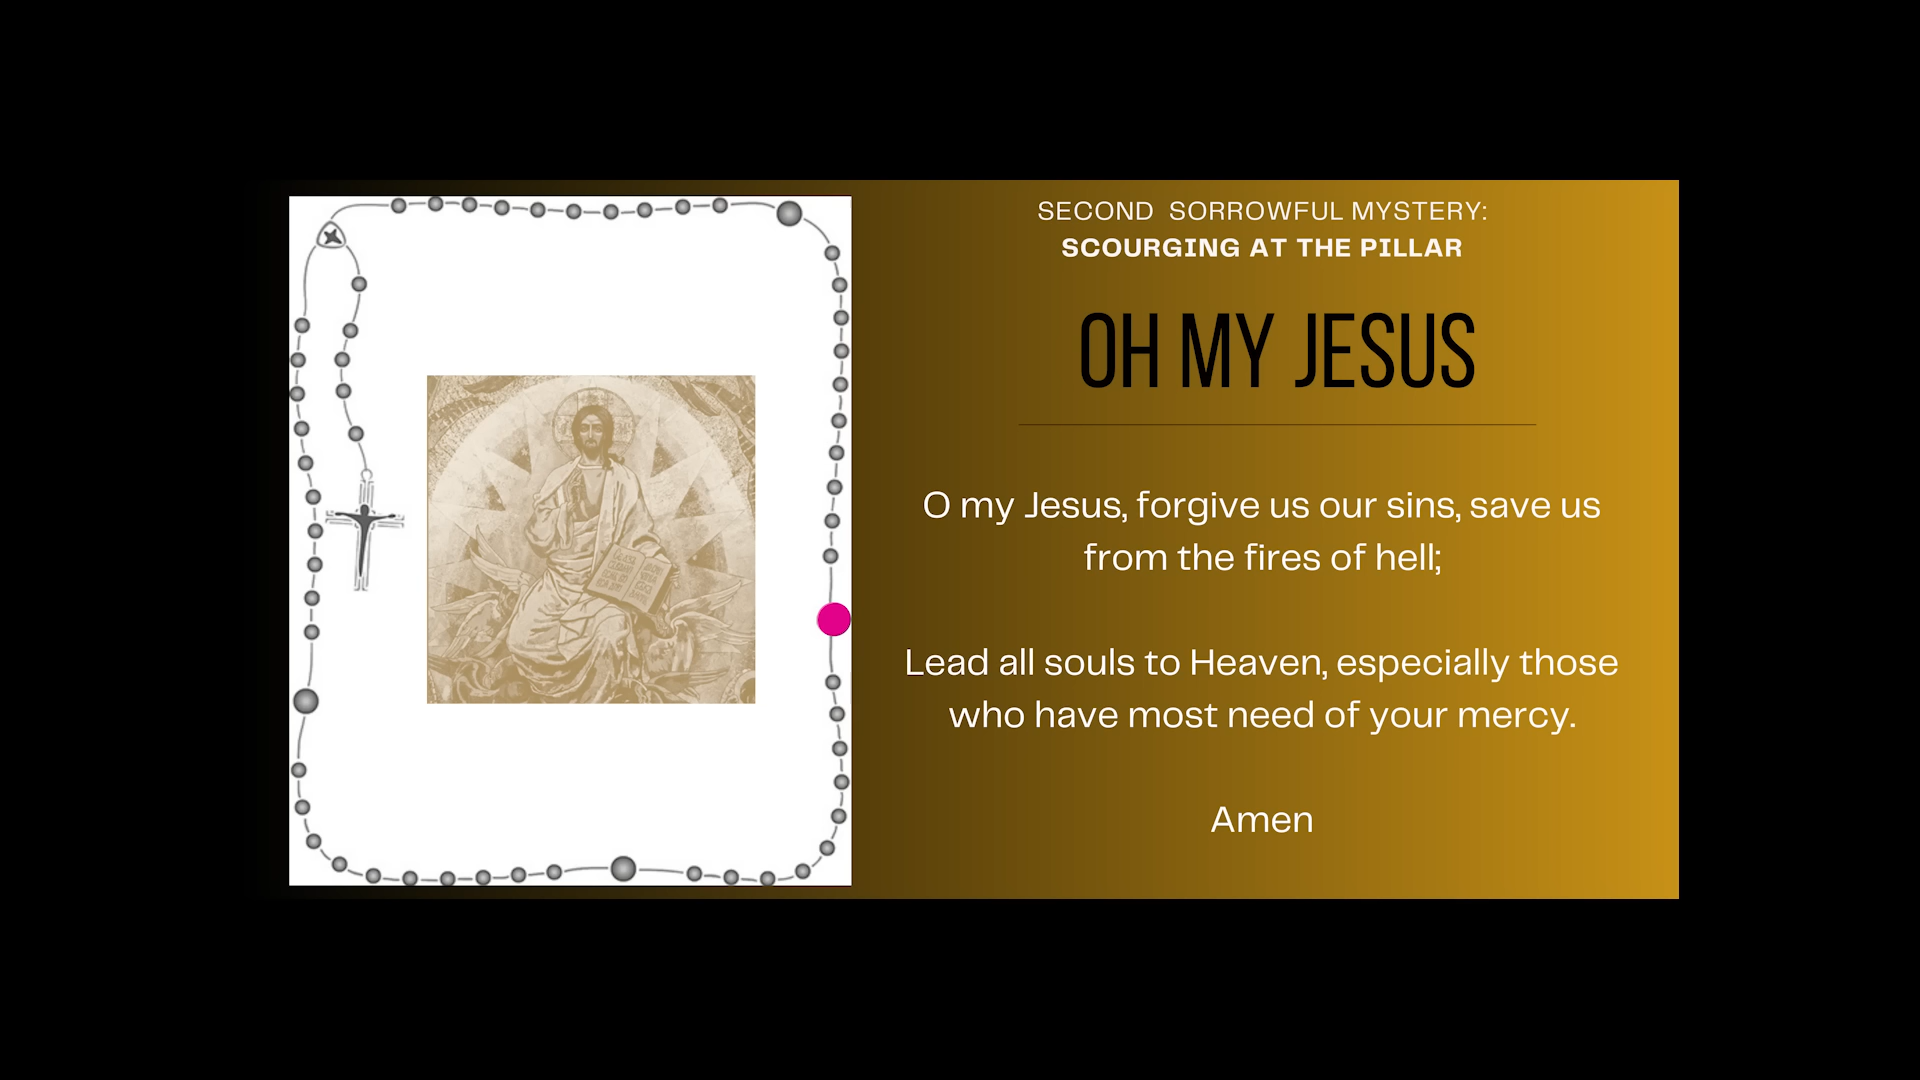 SECOND SORROWFUL MYSTERY:
SCOURGING AT THE PILLAR
OH MY JESUS
O my Jesus, forgive us our sins, save us
from the fires of hell;
Lead all souls to Heaven, especially those
who have most need of your mercy.
Amen